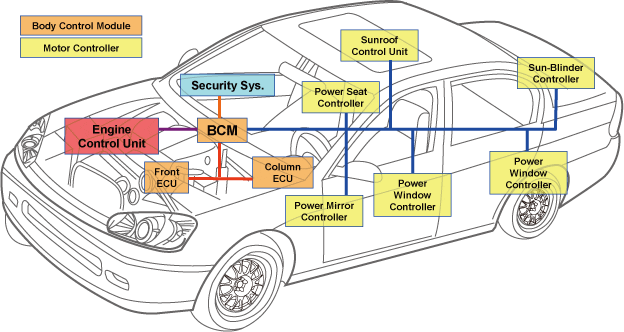 Body Control Module
Motor Controller
Sunroof
Control Unit
Sun-Blinder
Controller
Security Sys.
Power Seat
Controller
Engine
Control Unit
BCM
Front
ECU
Column
ECU
Power Mirror
Controller
Power
Window
Controller
Power
Window
Controller